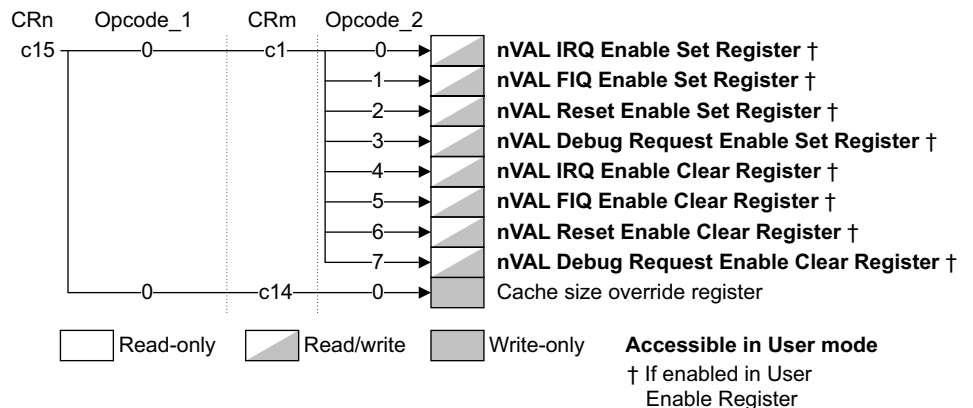 CRn Opcode_1 CRm Opcode_2
c15 0 c1 0 nVAL IRQ Enable Set Register †
1 nVAL FIQ Enable Set Register †
2 nVAL Reset Enable Set Register †
3 nVAL Debug Request Enable Set Register †
4 nVAL IRQ Enable Clear Register †
5 nVAL FIQ Enable Clear Register †
6 nVAL Reset Enable Clear Register †
7 nVAL Debug Request Enable Clear Register †
0 c14 0 Cache size override register
Read-only Read/write Write-only Accessible in User mode
† If enabled in User
Enable Register